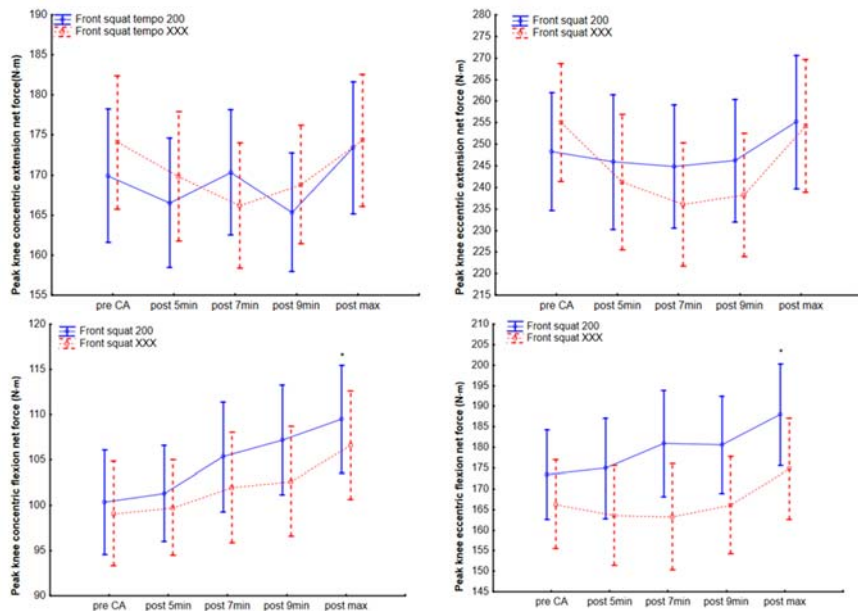 Peak knee concentric extension net force(N·m)
190
185
180
175
170
165
160
155
Front squat tempo 200
Front squat tempo XXX
pre CA post 5min post 7min post 9min post max
Peak knee eccentric extension net force (N·m)
280
275
270
265
260
255
250
245
240
235
230
225
220
215
Front squat 200
Front squat XXX
pre CA post 5min post 7min post 9min post max
Peak knee concentric flexion net force (N·m)
120
115
110
105
100
95
90
Front squat 200
Front squat XXX
*
pre CA post 5min post 7min post 9min post max
Peak knee eccentric flexion net force (N·m)
210
205
200
195
190
185
180
175
170
165
160
155
150
145
Front squat 200
Front squat XXX
*
pre CA post 5min post 7min post 9min post max